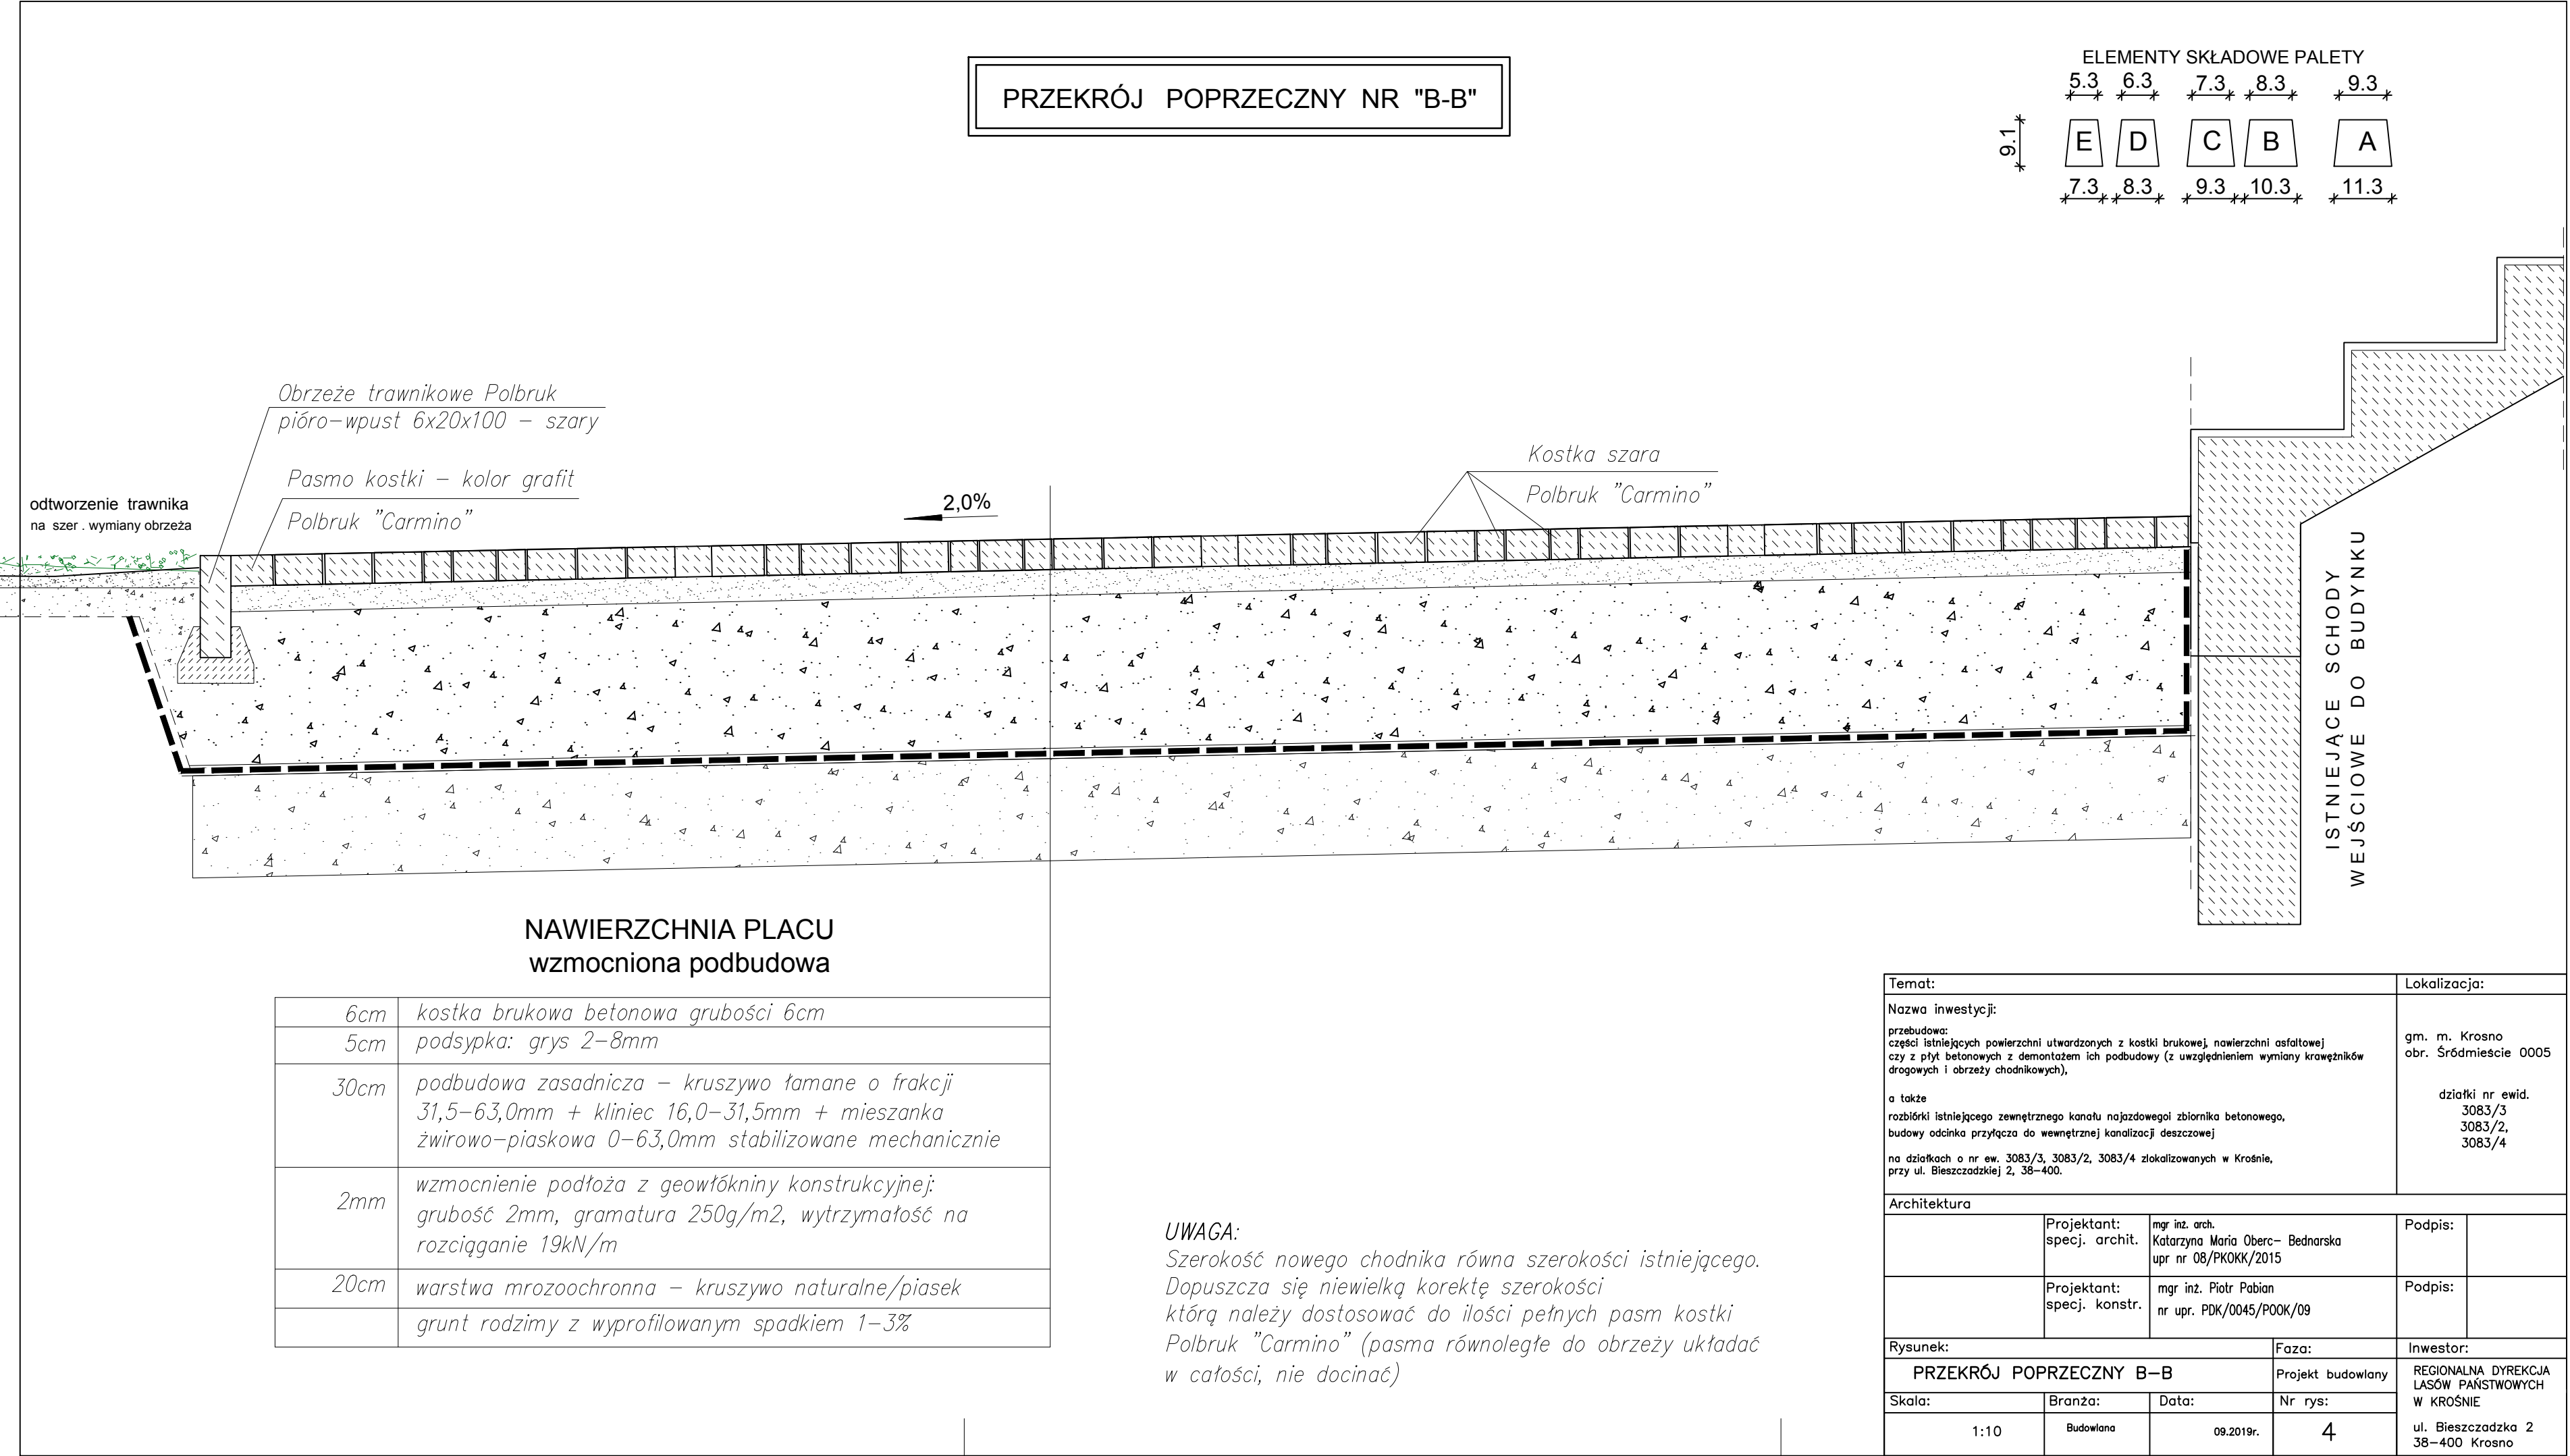 PRZEKRÓJ POPRZECZNY NR "B-B"
ELEMENTY SKŁADOWE PALETY
5.3 6.3 7.3 8.3 9.3
9.1
E D C B A
7.3 8.3 9.3 10.3 11.3
Obrzeże trawnikowe Polbruk
pióro-wpust 6x20x100 - szary
Pasmo kostki - kolor grafit
Polbruk "Carmino"
odtworzenie trawnika
na szer . wymiany obrzeża
2,0%
Kostka szara
Polbruk "Carmino"
ISTNIEJĄCE SCHODY
WEJŚCIOWE DO BUDYNKU
NAWIERZCHNIA PLACU
wzmocniona podbudowa
6cm kostka brukowa betonowa grubości 6cm
5cm podsypka: grys 2-8mm
30cm podbudowa zasadnicza - kruszywo łamane o frakcji
31,5-63,0mm + kliniec 16,0-31,5mm + mieszanka
żwirowo-piaskowa 0-63,0mm stabilizowane mechanicznie
2mm wzmocnienie podłoża z geowłókniny konstrukcyjnej:
grubość 2mm, gramatura 250g/m2, wytrzymałość na
rozciąganie 19kN/m
20cm warstwa mrozoochronna - kruszywo naturalne/piasek
grunt rodzimy z wyprofilowanym spadkiem 1-3%
UWAGA:
Szerokość nowego chodnika równa szerokości istniejącego.
Dopuszcza się niewielką korektę szerokości
którą należy dostosować do ilości pełnych pasm kostki
Polbruk "Carmino" (pasma równoległe do obrzeży układać
w całości, nie docinać)
Temat:
Lokalizacja:
Nazwa inwestycji:
przebudowa:
części istniejących powierzchni utwardzonych z kostki brukowej, nawierzchni asfaltowej
czy z płyt betonowych z demontażem ich podbudowy (z uwzględnieniem wymiany krawężników
drogowych i obrzeży chodnikowych),
a także
rozbiórki istniejącego zewnętrznego kanału najazdowegoi zbiornika betonowego,
budowy odcinka przyłącza do wewnętrznej kanalizacji deszczowej
na działkach o nr ew. 3083/3, 3083/2, 3083/4 zlokalizowanych w Krośnie,
przy ul. Bieszczadzkiej 2, 38-400.
gm. m. Krosno
obr. Śródmieście 0005
działki nr ewid.
3083/3
3083/2,
3083/4
Architektura
Projektant:
specj. archit.
mgr inż. arch.
Katarzyna Maria Oberc- Bednarska
upr nr 08/PKOKK/2015
Podpis:
Projektant:
specj. konstr.
mgr inż. Piotr Pabian
nr upr. PDK/0045/POOK/09
Podpis:
Rysunek:
Faza:
Inwestor:
PRZEKRÓJ POPRZECZNY B-B
Projekt budowlany
REGIONALNA DYREKCJA
LASÓW PAŃSTWOWYCH
W KROŚNIE
ul. Bieszczadzka 2
38-400 Krosno
Skala:
Branża:
Data:
Nr rys:
1:10
Budowlana
09.2019r.
4